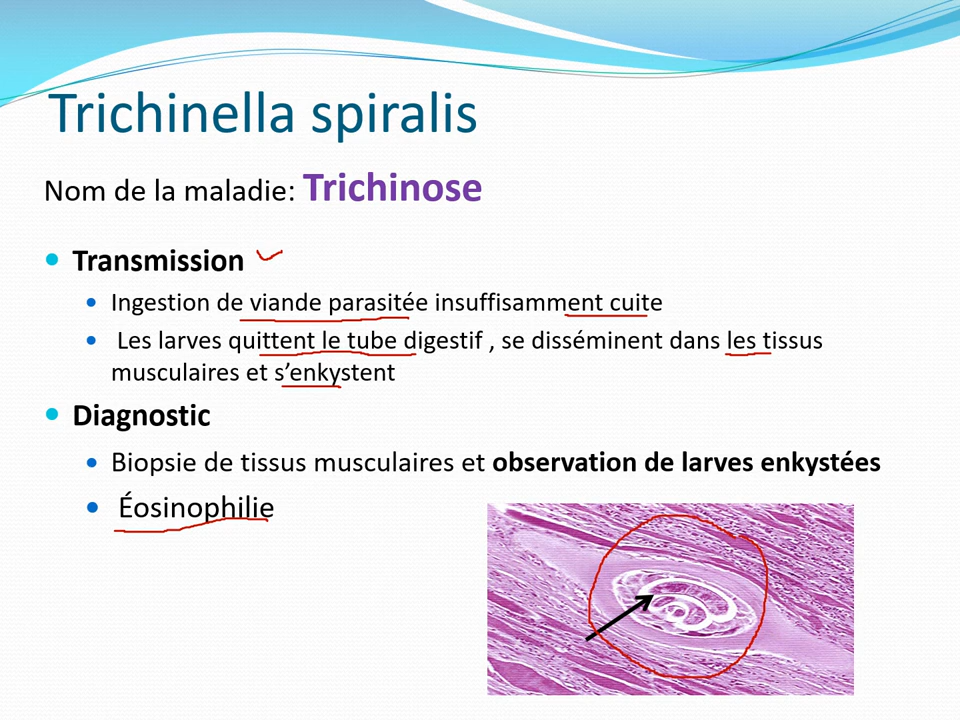 Trichinella spiralis
Nom de la maladie: Trichinose
Transmission
Ingestion de viande parasitée insuffisamment cuite
Les larves quittent le tube digestif , se disséminent dans les tissus
musculaires et s’enkystent
Diagnostic
Biopsie de tissus musculaires et observation de larves enkystées
Éosinophilie